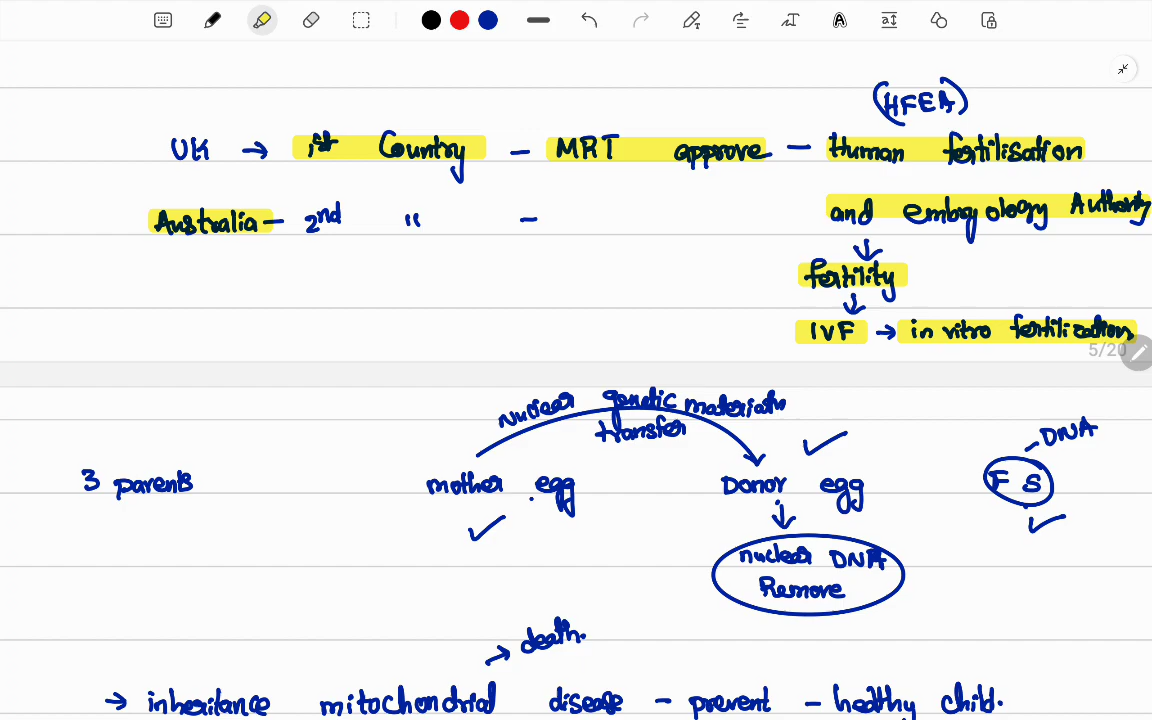 (HFEA)
UK → 1st Country - MRT approve - Human fertilisation
Australia - 2nd " - and embryology Authority
↓
fertility
↓
IVF → in vitro fertilization
5/20
nuclear genetic materials
transfer
DNA
3 parents mother egg Donor egg F S
↓
nuclear DNA
Remove
→ death.
→ inheritance mitochondrial disease - prevent - healthy child.